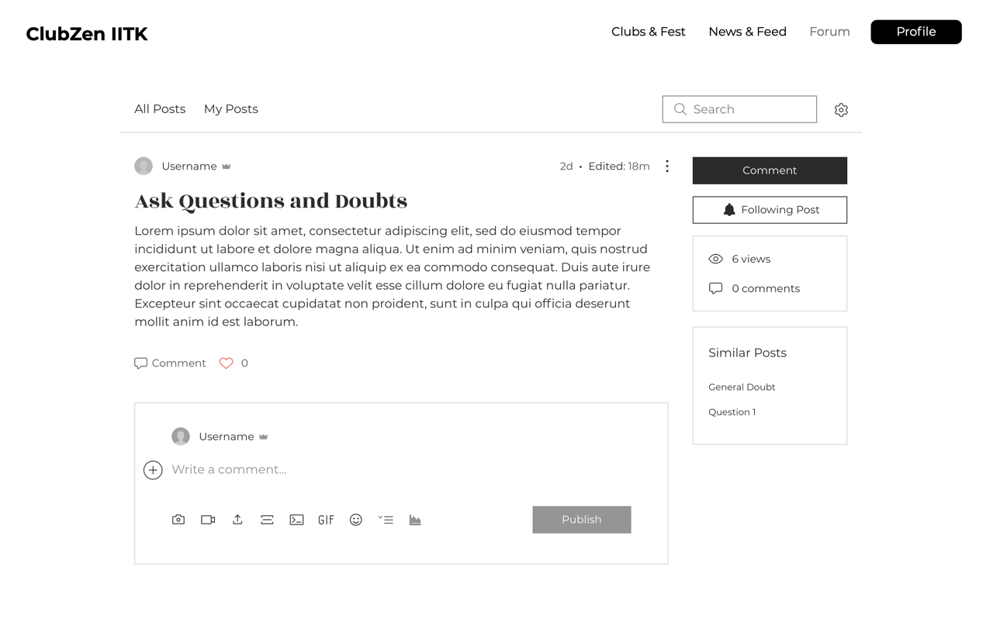 ClubZen IITK
Clubs & Fest
News & Feed
Forum
Profile
All Posts
My Posts
Search
Username
2d • Edited: 18m
Ask Questions and Doubts
Lorem ipsum dolor sit amet, consectetur adipiscing elit, sed do eiusmod tempor
incididunt ut labore et dolore magna aliqua. Ut enim ad minim veniam, quis nostrud
exercitation ullamco laboris nisi ut aliquip ex ea commodo consequat. Duis aute irure
dolor in reprehenderit in voluptate velit esse cillum dolore eu fugiat nulla pariatur.
Excepteur sint occaecat cupidatat non proident, sunt in culpa qui officia deserunt
mollit anim id est laborum.
Comment
0
Username
Write a comment...
GIF
Publish
Comment
Following Post
6 views
0 comments
Similar Posts
General Doubt
Question 1